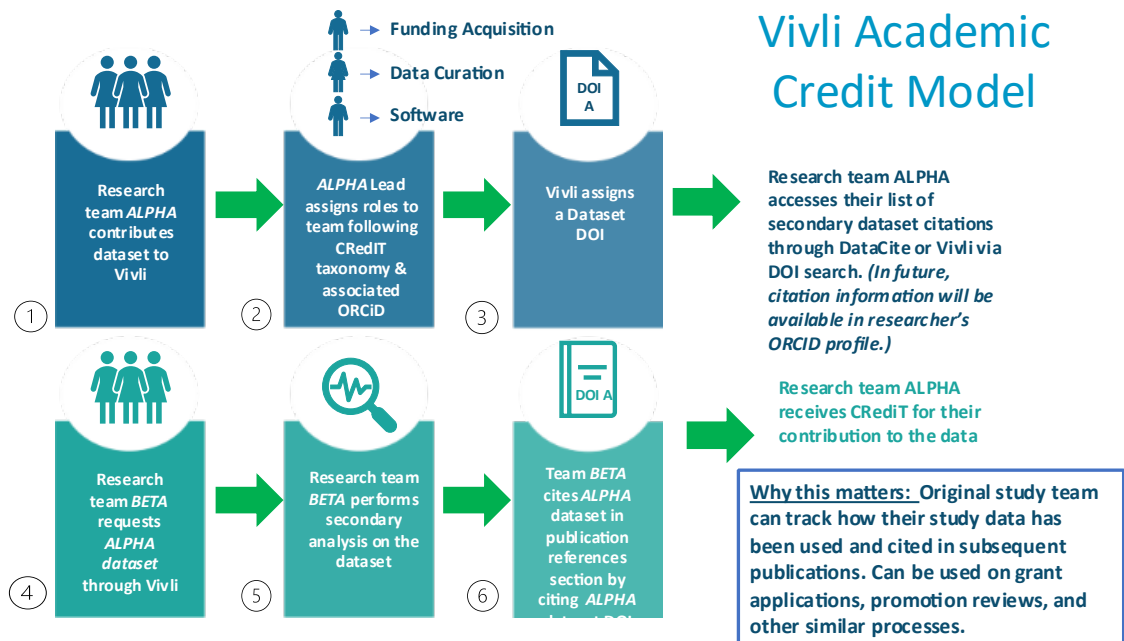 Vivli Academic
Credit Model
Funding Acquisition
Data Curation
Software
DOI
A
Research
team ALPHA
contributes
dataset to
Vivli
1
ALPHA Lead
assigns roles to
team following
CRedIT
taxonomy &
associated
ORCiD
2
Vivli assigns
a Dataset
DOI
3
Research team ALPHA
accesses their list of
secondary dataset citations
through DataCite or Vivli via
DOI search. (In future,
citation information will be
available in researcher's
ORCID profile.)
Research
team BETA
requests
ALPHA
dataset
through Vivli
4
Research team
BETA performs
secondary
analysis on the
dataset
5
DOI A
Team BETA
cites ALPHA
dataset in
publication
references
section by
citing ALPHA
6
Research team ALPHA
receives CRediT for their
contribution to the data
Why this matters: Original study team
can track how their study data has
been used and cited in subsequent
publications. Can be used on grant
applications, promotion reviews, and
other similar processes.